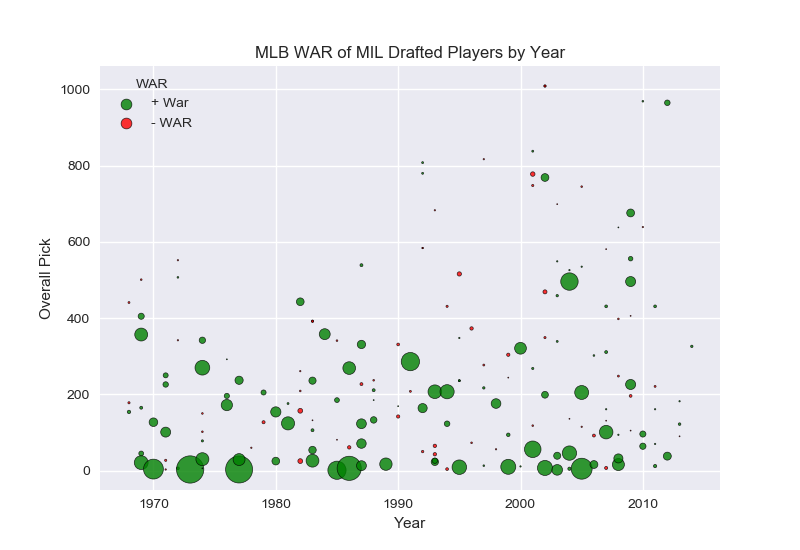 MLB WAR of MIL Drafted Players by Year
WAR
+ War
- WAR
1000
800
600
400
200
0
Overall Pick
1970
1980
1990
2000
2010
Year